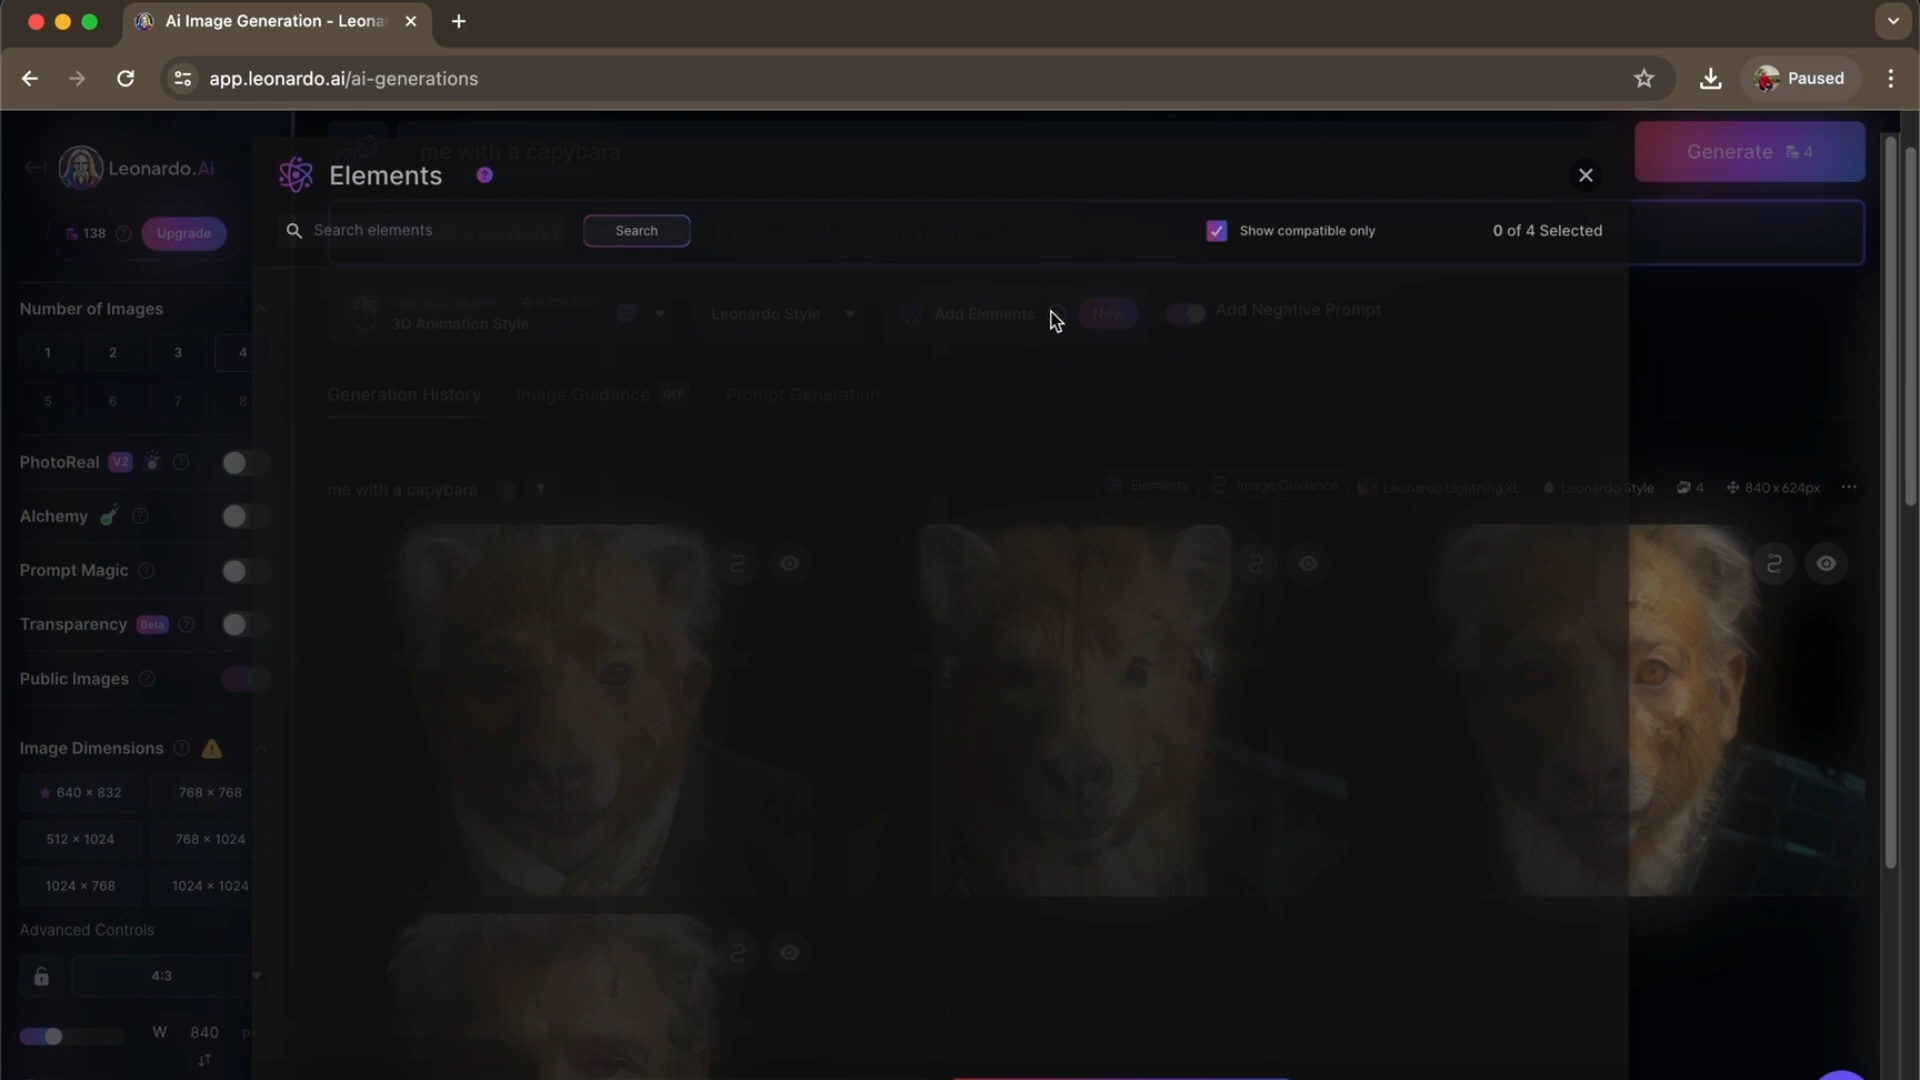 Ai Image Generation - Leona
app.leonardo.ai/ai-generations
Paused
Leonardo.Ai
me with a capybara
Generate 4
Elements
138
Upgrade
Search elements
Search
Show compatible only
0 of 4 Selected
Number of Images
3D Animation Style
Leonardo Style
Add Elements
New
Add Negative Prompt
1 2 3 4
5 6 7 8
Generation History
Image Guidance OFF
Prompt Generation
PhotoReal V2
me with a capybara
Elements
Image Guidance
Leonardo Lightning XL
Leonardo Style
4
840 x 624px
Alchemy
Prompt Magic
Transparency Beta
Public Images
Image Dimensions
640 × 832
768 × 768
512 × 1024
768 × 1024
1024 × 768
1024 × 1024
Advanced Controls
4:3
W 840